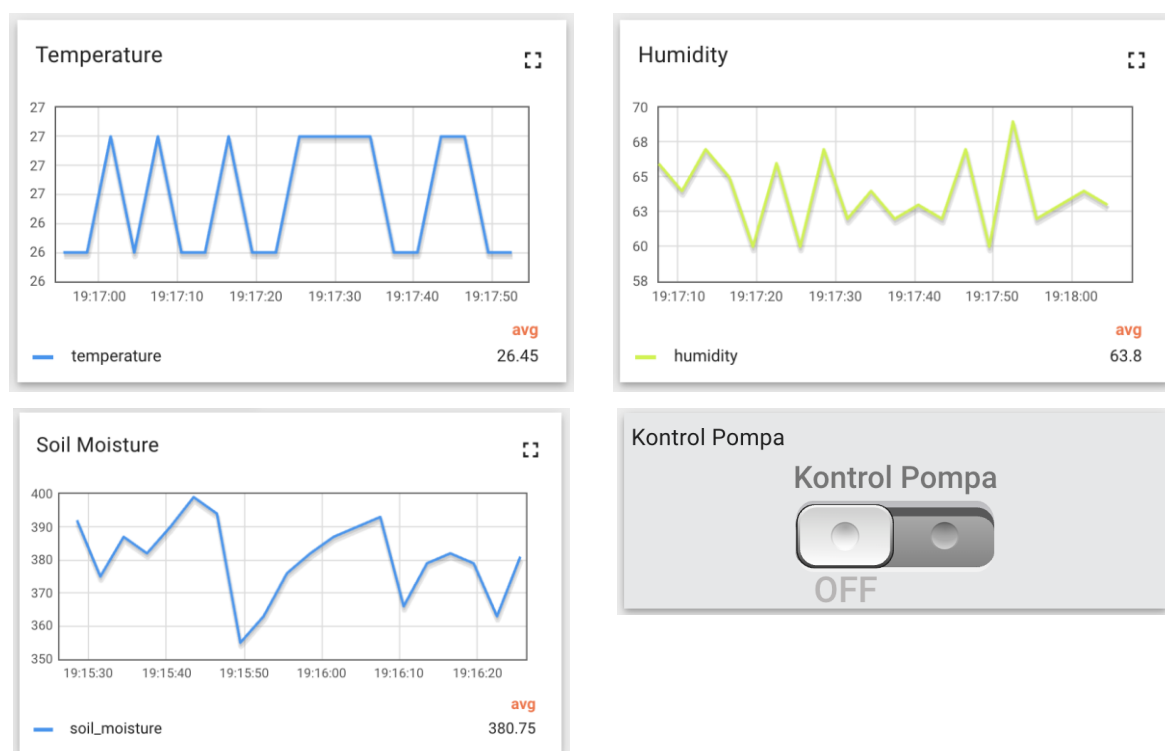 Temperature
27
27
27
27
26
26
26
19:17:00 19:17:10 19:17:20 19:17:30 19:17:40 19:17:50
avg
temperature 26.45
Humidity
70
68
65
63
60
58
19:17:10 19:17:20 19:17:30 19:17:40 19:17:50 19:18:00
avg
humidity 63.8
Soil Moisture
400
390
380
370
360
350
19:15:30 19:15:40 19:15:50 19:16:00 19:16:10 19:16:20
avg
soil_moisture 380.75
Kontrol Pompa
Kontrol Pompa
OFF